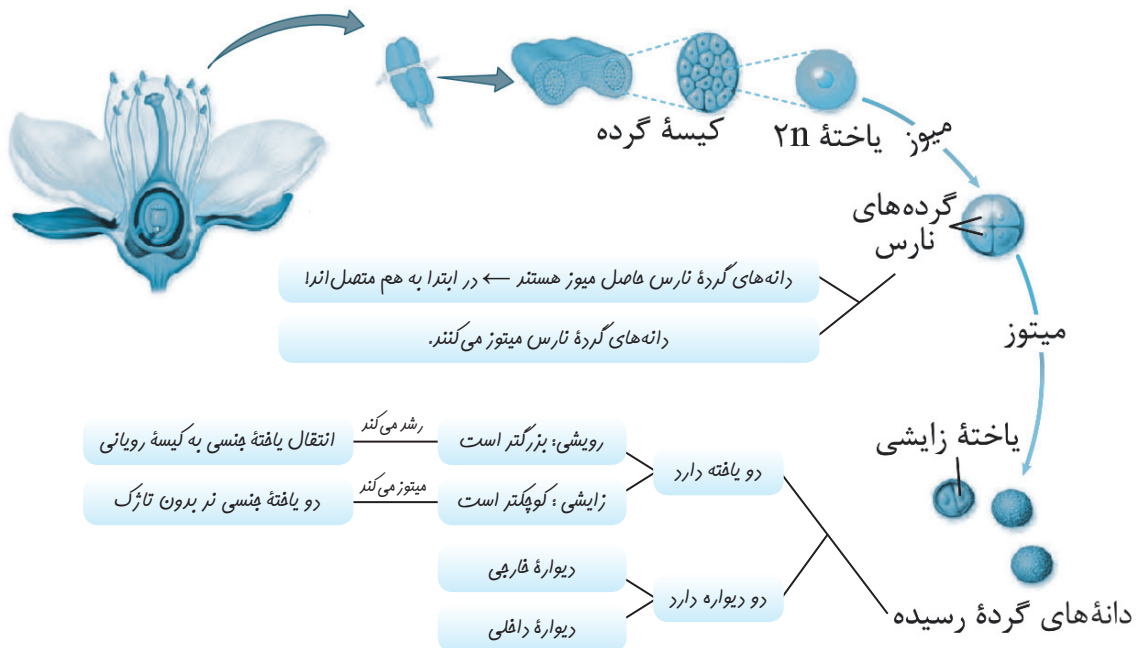 کیسهٔ گرده
یاختهٔ ۲n
میوز
گرده‌های
نارس
دانه‌های گردهٔ نارس حاصل میوز هستند ← در ابتدا به هم متصل‌اند!
دانه‌های گردهٔ نارس میتوز می‌کنند.
میتوز
یاختهٔ زایشی
دانه‌های گردهٔ رسیده
دو یاخته دارد
رویشی: بزرگتر است
رشد می‌کند
انتقال یاختهٔ جنسی به کیسهٔ رویانی
زایشی: کوچکتر است
میتوز می‌کند
دو یاختهٔ جنسی نر بدون تاژک
دو دیواره دارد
دیوارهٔ خارجی
دیوارهٔ داخلی